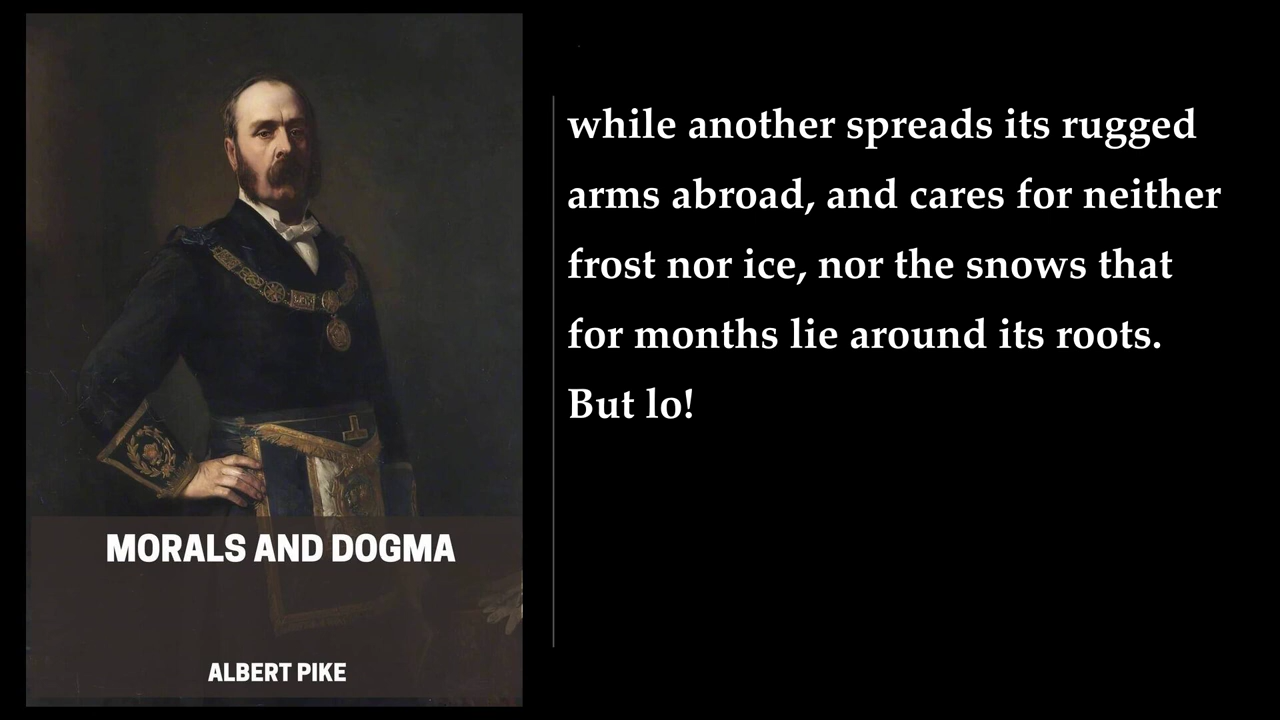 MORALS AND DOGMA
ALBERT PIKE
while another spreads its rugged
arms abroad, and cares for neither
frost nor ice, nor the snows that
for months lie around its roots.
But lo!